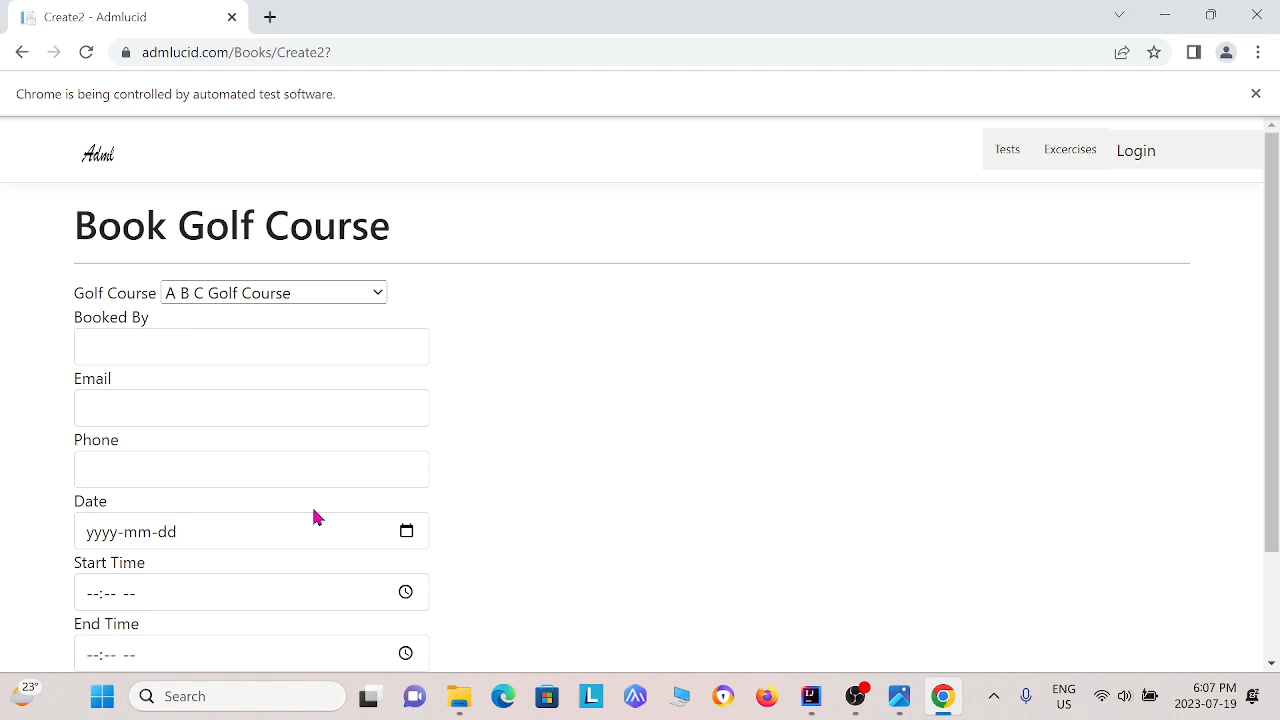 Create2 - Admlucid
admlucid.com/Books/Create2?
Chrome is being controlled by automated test software.
Adml
Tests
Excercises
Login
Book Golf Course
Golf Course
A B C Golf Course
Booked By
Email
Phone
Date
yyyy-mm-dd
Start Time
--:-- --
End Time
--:-- --
23°
Search
L
ENG
US
6:07 PM
2023-07-19